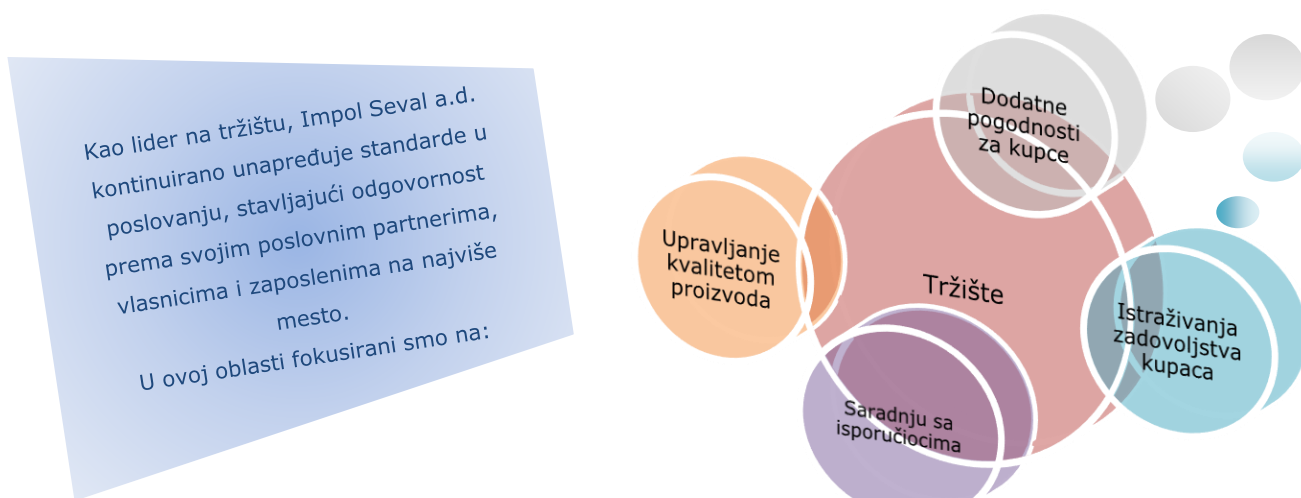 Kao lider na tržištu, Impol Seval a.d.
kontinuirano unapređuje standarde u
poslovanju, stavljajući odgovornost
prema svojim poslovnim partnerima,
vlasnicima i zaposlenima na najviše
mesto.
U ovoj oblasti fokusirani smo na:
Dodatne
pogodnosti
za kupce
Upravljanje
kvalitetom
proizvoda
Tržište
Istraživanja
zadovoljstva
kupaca
Saradnju sa
isporučiocima